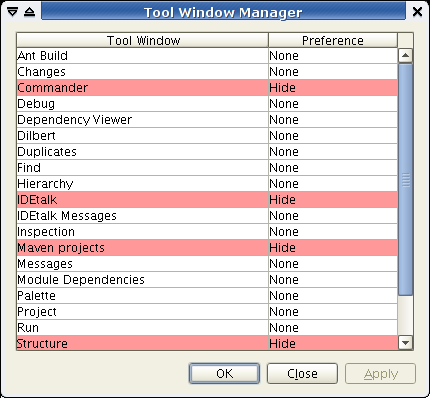 Tool Window Manager
Tool Window Preference
Ant Build None
Changes None
Commander Hide
Debug None
Dependency Viewer None
Dilbert None
Duplicates None
Find None
Hierarchy None
IDEtalk Hide
IDEtalk Messages None
Inspection None
Maven projects Hide
Messages None
Module Dependencies None
Palette None
Project None
Run None
Structure Hide
OK Close Apply